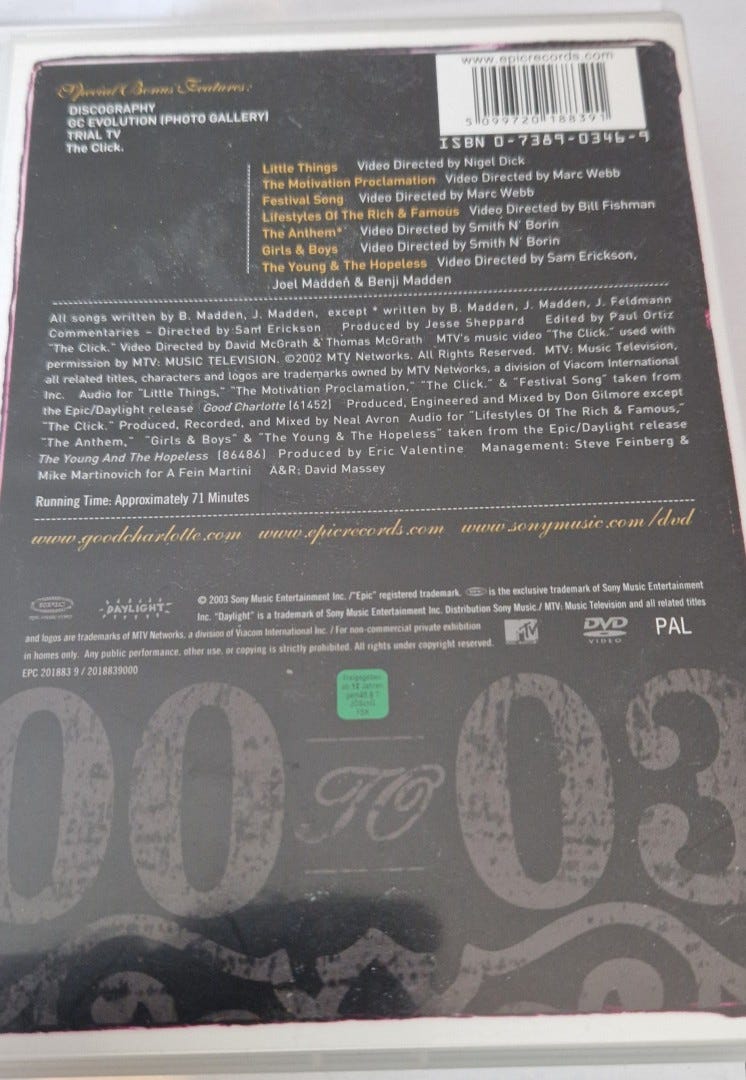 Special Bonus Features:
DISCOGRAPHY
GC EVOLUTION (PHOTO GALLERY)
TRIAL TV
The Click.
www.epicrecords.com
5 099720 188391
ISBN 0-7389-0346-9
Little Things Video Directed by Nigel Dick
The Motivation Proclamation Video Directed by Marc Webb
Festival Song Video Directed by Marc Webb
Lifestyles Of The Rich & Famous Video Directed by Bill Fishman
The Anthem* Video Directed by Smith N' Borin
Girls & Boys Video Directed by Smith N' Borin
The Young & The Hopeless Video Directed by Sam Erickson,
Joel Madden & Benji Madden
All songs written by B. Madden, J. Madden, except * written by B. Madden, J. Madden, J. Feldmann
Commentaries - Directed by Sam Erickson Produced by Jesse Sheppard Edited by Paul Ortiz
"The Click." Video Directed by David McGrath & Thomas McGrath MTV's music video "The Click." used with
permission by MTV: MUSIC TELEVISION. ©2002 MTV Networks. All Rights Reserved. MTV: Music Television,
all related titles, characters and logos are trademarks owned by MTV Networks, a division of Viacom International
Inc. Audio for "Little Things," "The Motivation Proclamation," "The Click." & "Festival Song" taken from
the Epic/Daylight release Good Charlotte (61452) Produced, Engineered and Mixed by Don Gilmore except
"The Click." Produced, Recorded, and Mixed by Neal Avron Audio for "Lifestyles Of The Rich & Famous,"
"The Anthem," "Girls & Boys" & "The Young & The Hopeless" taken from the Epic/Daylight release
The Young And The Hopeless (86486) Produced by Eric Valentine Management: Steve Feinberg &
Mike Martinovich for A Fein Martini A&R: David Massey
Running Time: Approximately 71 Minutes
www.goodcharlotte.com www.epicrecords.com www.sonymusic.com/dvd
DAYLIGHT
© 2003 Sony Music Entertainment Inc. /"Epic" registered trademark. is the exclusive trademark of Sony Music Entertainment
Inc. "Daylight" is a trademark of Sony Music Entertainment Inc. Distribution Sony Music./ MTV: Music Television and all related titles
and logos are trademarks of MTV Networks, a division of Viacom International Inc. / For non-commercial private exhibition
in homes only. Any public performance, other use, or copying is strictly prohibited. All rights under copyright reserved.
MTV
DVD
VIDEO
PAL
EPC 201883 9 / 2018839000
Freigegeben
ab 12 Jahren
gemäß § 7
JÖSchG
FSK
00 TO 03